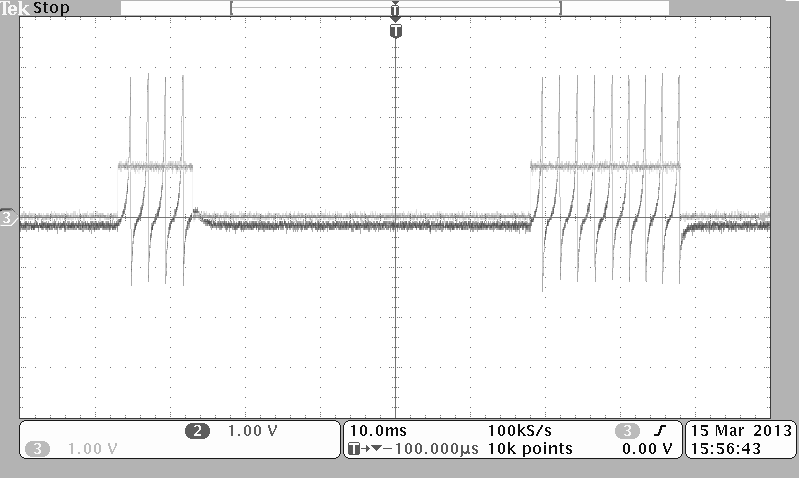 Tek Stop
T
T
3
2 1.00 V
3 1.00 V
10.0ms 100kS/s 3
T→▼−100.000µs 10k points 0.00 V
15 Mar 2013
15:56:43